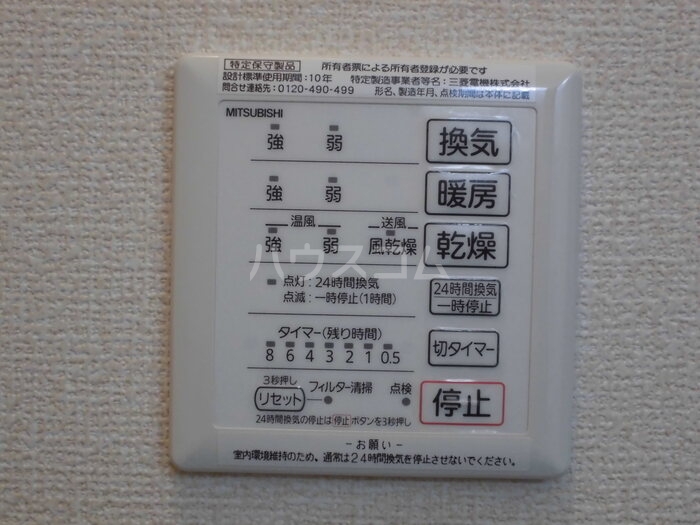 特定保守製品 所有者票による所有者登録が必要です
設計標準使用期間:10年 特定製造事業者等名:三菱電機株式会社
問合せ連絡先:0120-490-499 形名、製造年月、点検期間は本体に記載
MITSUBISHI
強 弱 換気
強 弱 暖房
温風 送風
強 弱 風乾燥 乾燥
ハウスコム
点灯:24時間換気
点滅:一時停止(1時間)
24時間換気
一時停止
タイマー(残り時間)
8 6 4 3 2 1 0.5
切タイマー
3秒押し
リセット フィルター清掃 点検
停止
24時間換気の停止は停止ボタンを3秒押し
-お願い-
室内環境維持のため、通常は24時間換気を停止させないでください。